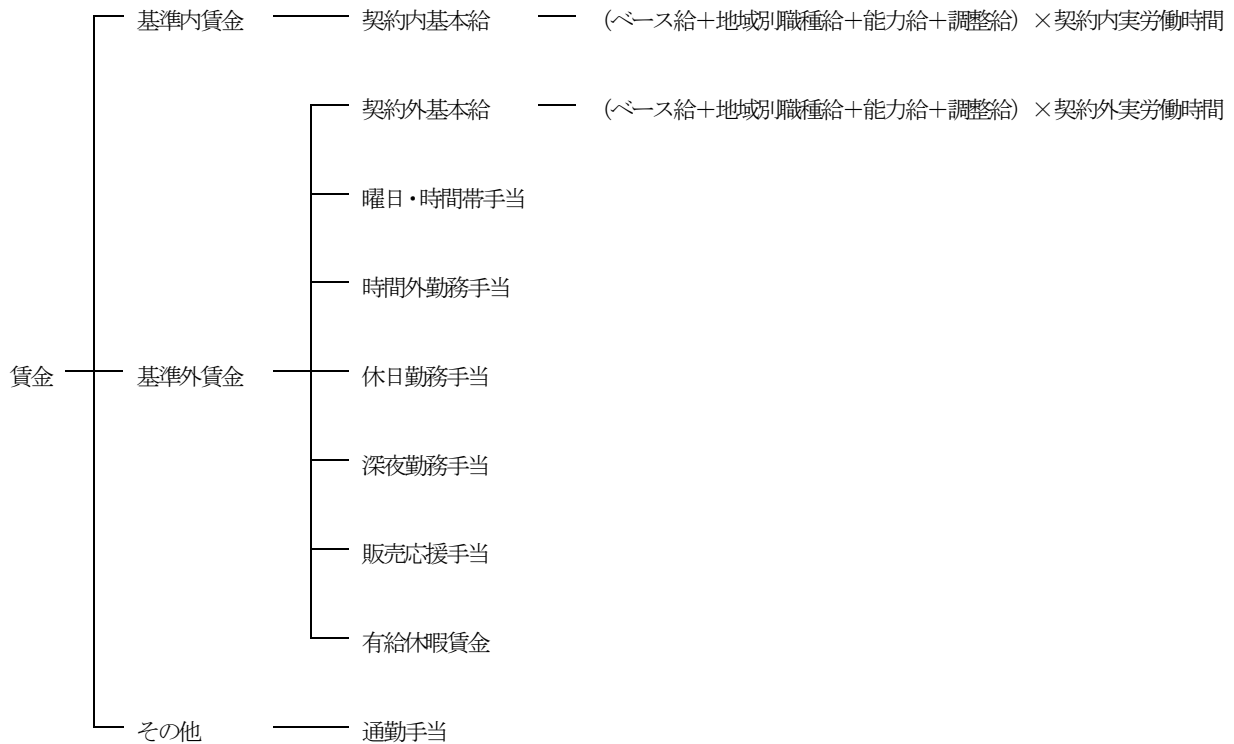 基準内賃金 契約内基本給 (ベース給＋地域別職種給＋能力給＋調整給)×契約内実労働時間
契約外基本給 (ベース給＋地域別職種給＋能力給＋調整給)×契約外実労働時間
曜日・時間帯手当
時間外勤務手当
賃金 基準外賃金 休日勤務手当
深夜勤務手当
販売応援手当
有給休暇賃金
その他 通勤手当